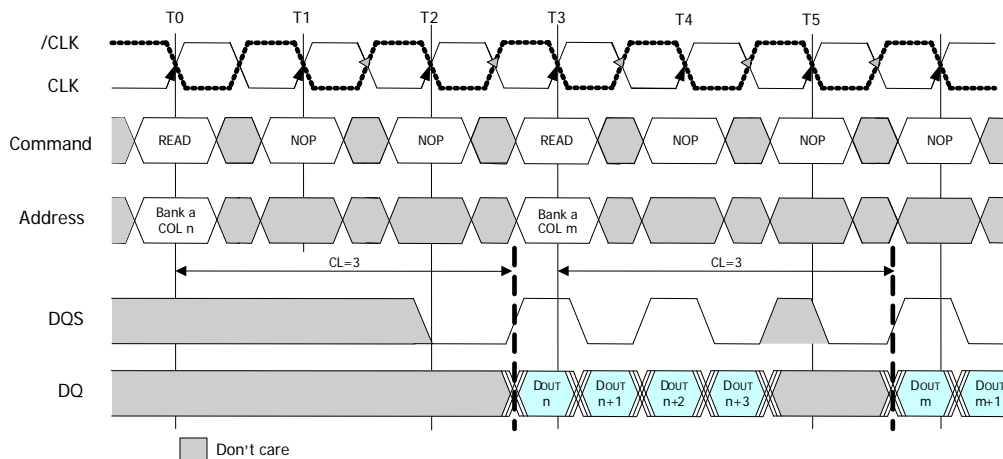 T0 T1 T2 T3 T4 T5
/CLK
CLK
Command READ NOP NOP READ NOP NOP NOP
Address
Bank a
COL n
Bank a
COL m
CL=3 CL=3
DQS
DQ
DOUT
n
DOUT
n+1
DOUT
n+2
DOUT
n+3
DOUT
m
DOUT
m+1
Don't care